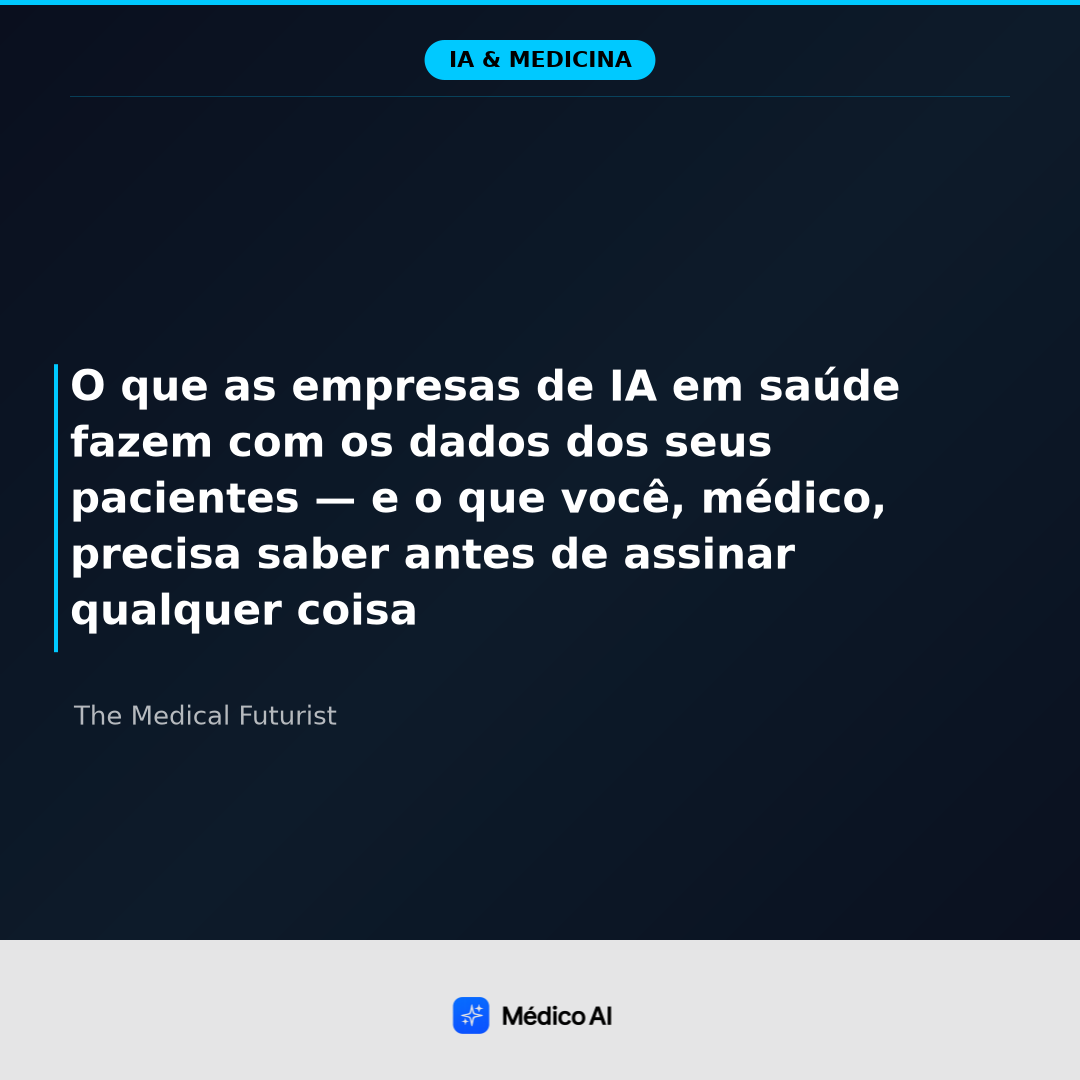 IA & MEDICINA
O que as empresas de IA em saúde
fazem com os dados dos seus
pacientes — e o que você, médico,
precisa saber antes de assinar
qualquer coisa
The Medical Futurist
Médico AI